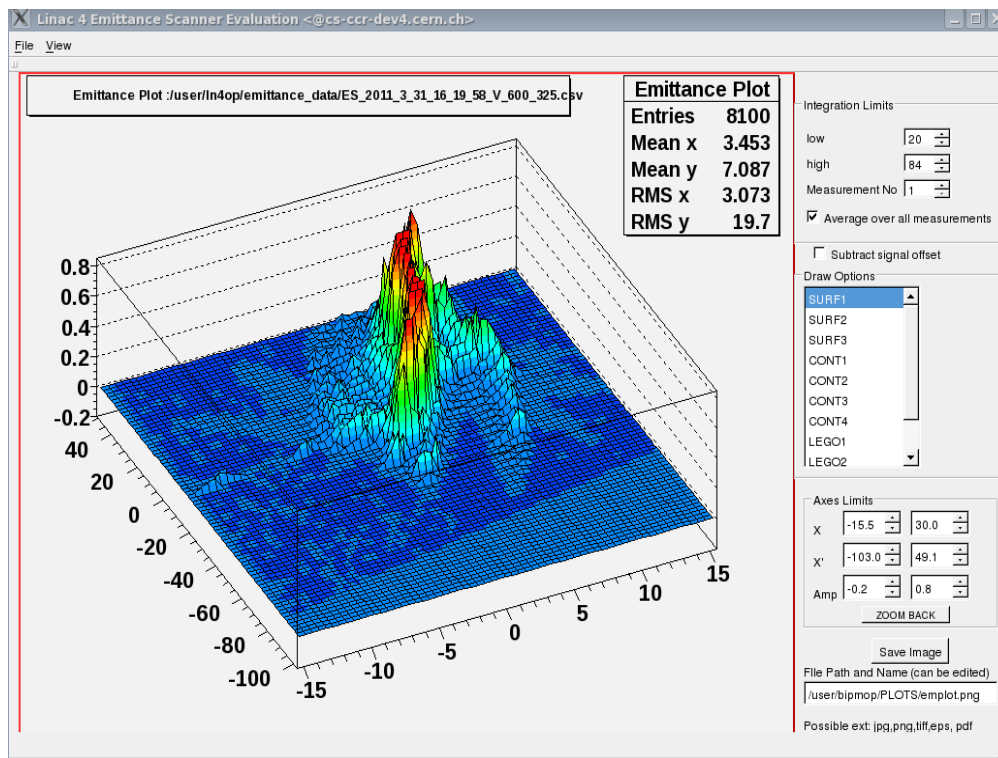 X Linac 4 Emittance Scanner Evaluation <@cs-ccr-dev4.cern.ch>
File View
Emittance Plot :/user/ln4op/emittance_data/ES_2011_3_31_16_19_58_V_600_325.csv
Emittance Plot
Entries 8100
Mean x 3.453
Mean y 7.087
RMS x 3.073
RMS y 19.7
0.8
0.6
0.4
0.2
0
-0.2
40
20
0
-20
-40
-60
-80
-100
-15
-10
-5
0
5
10
15
Integration Limits
low 20
high 84
Measurement No 1
Average over all measurements
Subtract signal offset
Draw Options
SURF1
SURF2
SURF3
CONT1
CONT2
CONT3
CONT4
LEGO1
LEGO2
Axes Limits
X -15.5 30.0
X' -103.0 49.1
Amp -0.2 0.8
ZOOM BACK
Save Image
File Path and Name (can be edited)
/user/bipmop/PLOTS/emplot.png
Possible ext: jpg,png,tiff,eps, pdf